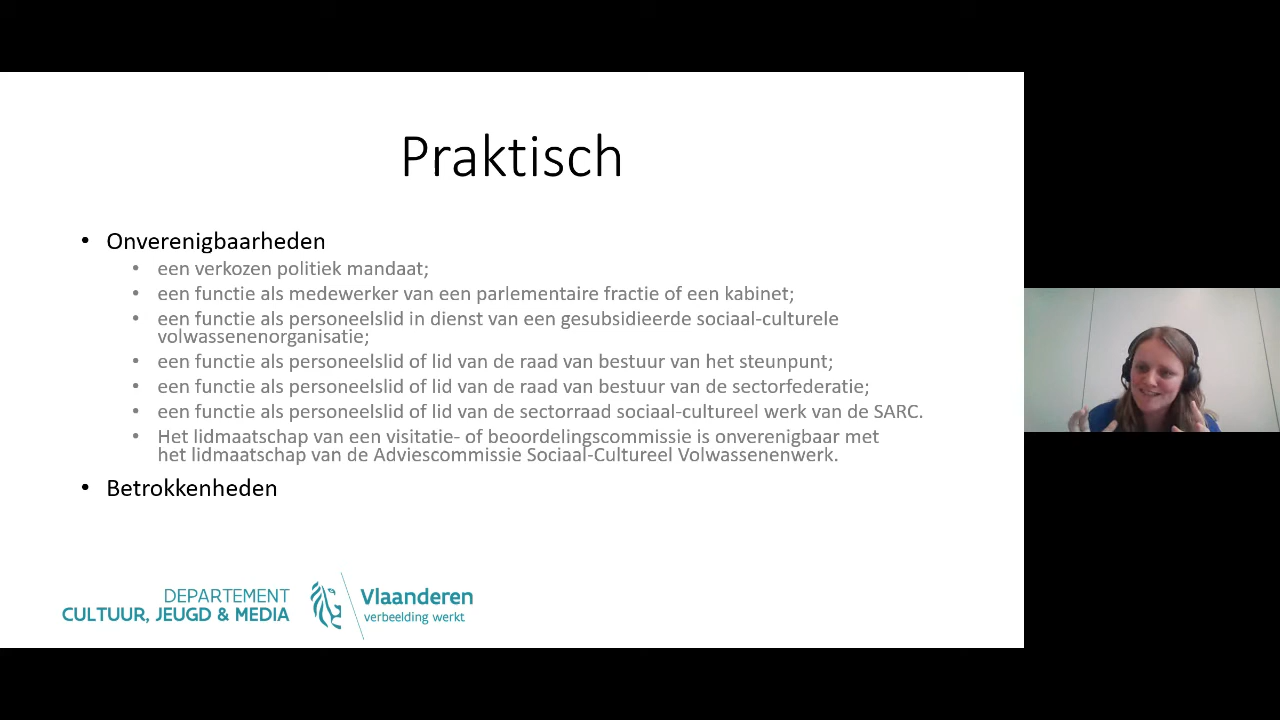 Praktisch
• Onverenigbaarheden
• een verkozen politiek mandaat;
• een functie als medewerker van een parlementaire fractie of een kabinet;
• een functie als personeelslid in dienst van een gesubsidieerde sociaal-culturele
volwassenenorganisatie;
• een functie als personeelslid of lid van de raad van bestuur van het steunpunt;
• een functie als personeelslid of lid van de raad van bestuur van de sectorfederatie;
• een functie als personeelslid of lid van de sectorraad sociaal-cultureel werk van de SARC.
• Het lidmaatschap van een visitatie- of beoordelingscommissie is onverenigbaar met
het lidmaatschap van de Adviescommissie Sociaal-Cultureel Volwassenenwerk.
• Betrokkenheden
DEPARTEMENT
CULTUUR, JEUGD & MEDIA
Vlaanderen
verbeelding werkt